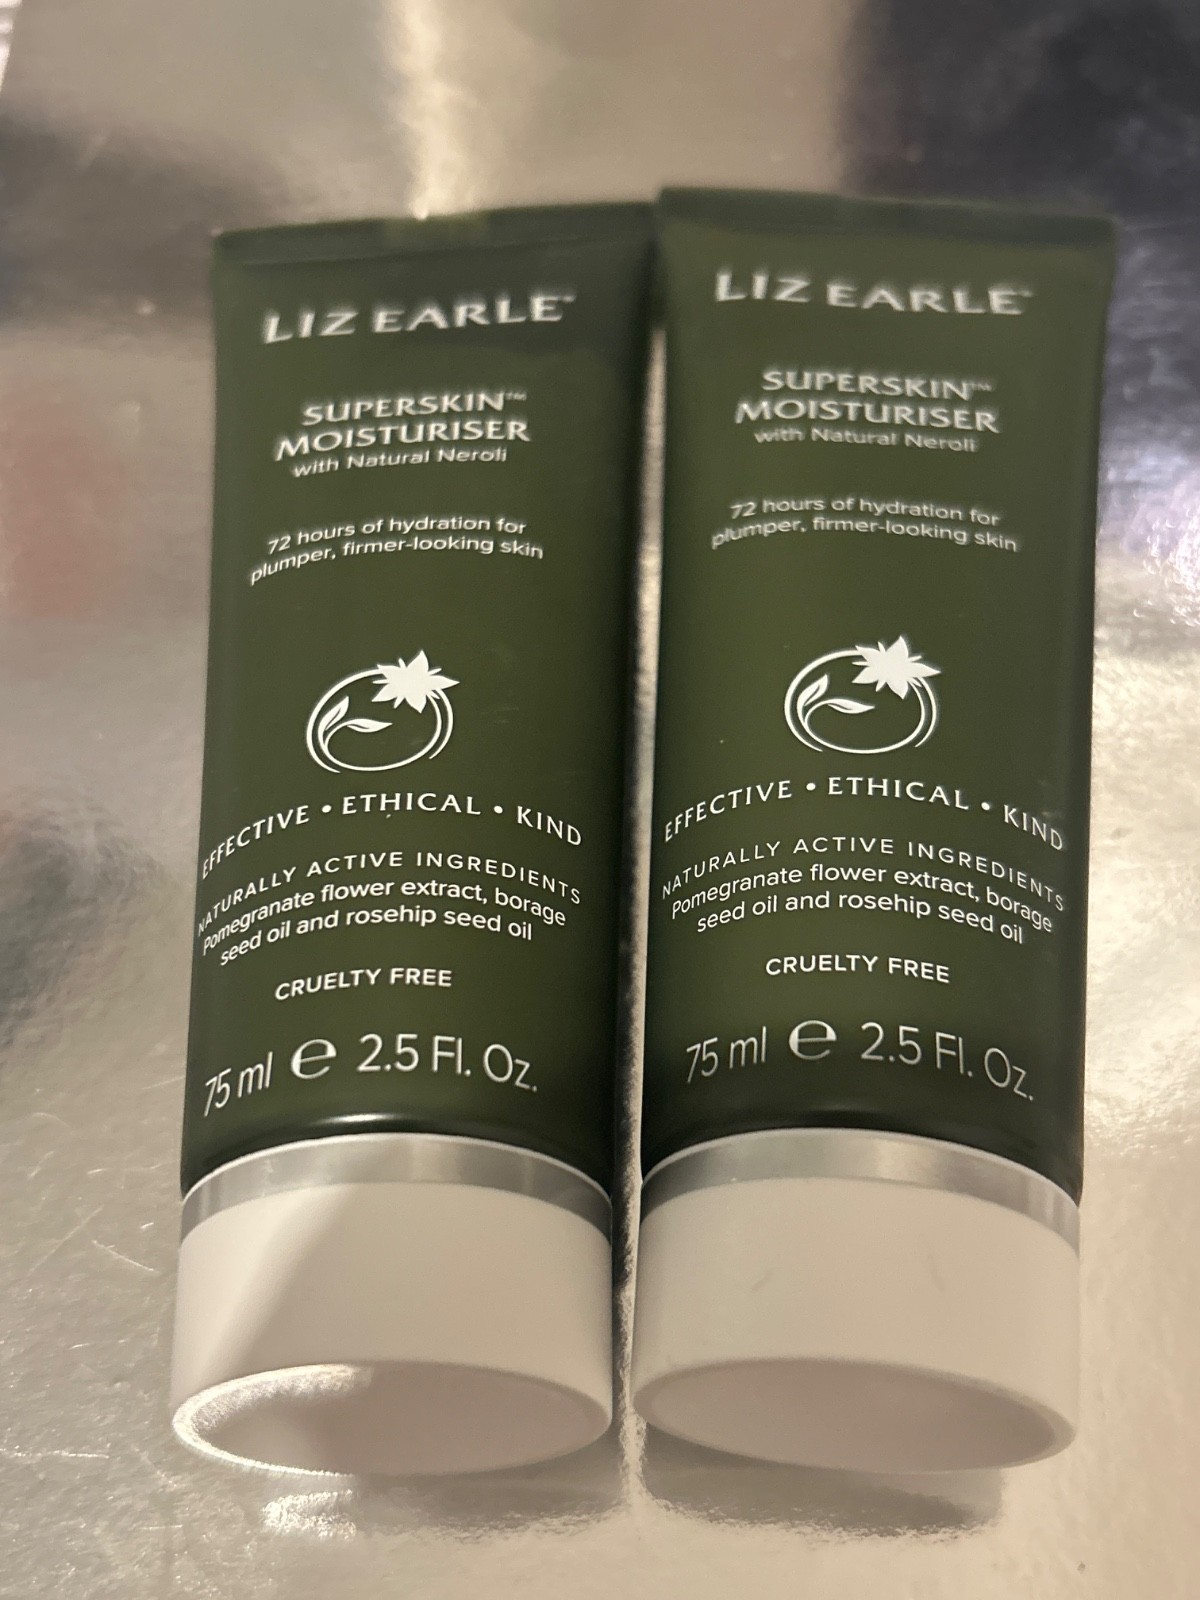 LIZ EARLE
SUPERSKIN™
MOISTURISER
with Natural Neroli
72 hours of hydration for
plumper, firmer-looking skin
EFFECTIVE • ETHICAL • KIND
NATURALLY ACTIVE INGREDIENTS
Pomegranate flower extract, borage
seed oil and rosehip seed oil
CRUELTY FREE
75 ml e 2.5 Fl. Oz.
LIZ EARLE
SUPERSKIN™
MOISTURISER
with Natural Neroli
72 hours of hydration for
plumper, firmer-looking skin
EFFECTIVE • ETHICAL • KIND
NATURALLY ACTIVE INGREDIENTS
Pomegranate flower extract, borage
seed oil and rosehip seed oil
CRUELTY FREE
75 ml e 2.5 Fl. Oz.